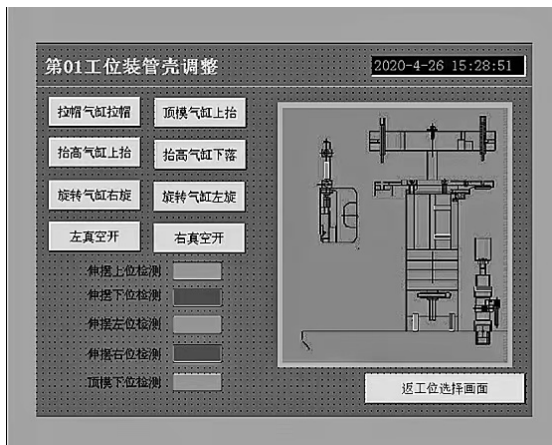 第01工位装管壳调整
2020-4-26 15:28:51
拉帽气缸拉帽 顶模气缸上抬
抬高气缸上抬 抬高气缸下落
旋转气缸右旋 旋转气缸左旋
左真空开 右真空开
伸摆上位检测
伸摆下位检测
伸摆左位检测
伸摆右位检测
顶模下位检测
返工位选择画面